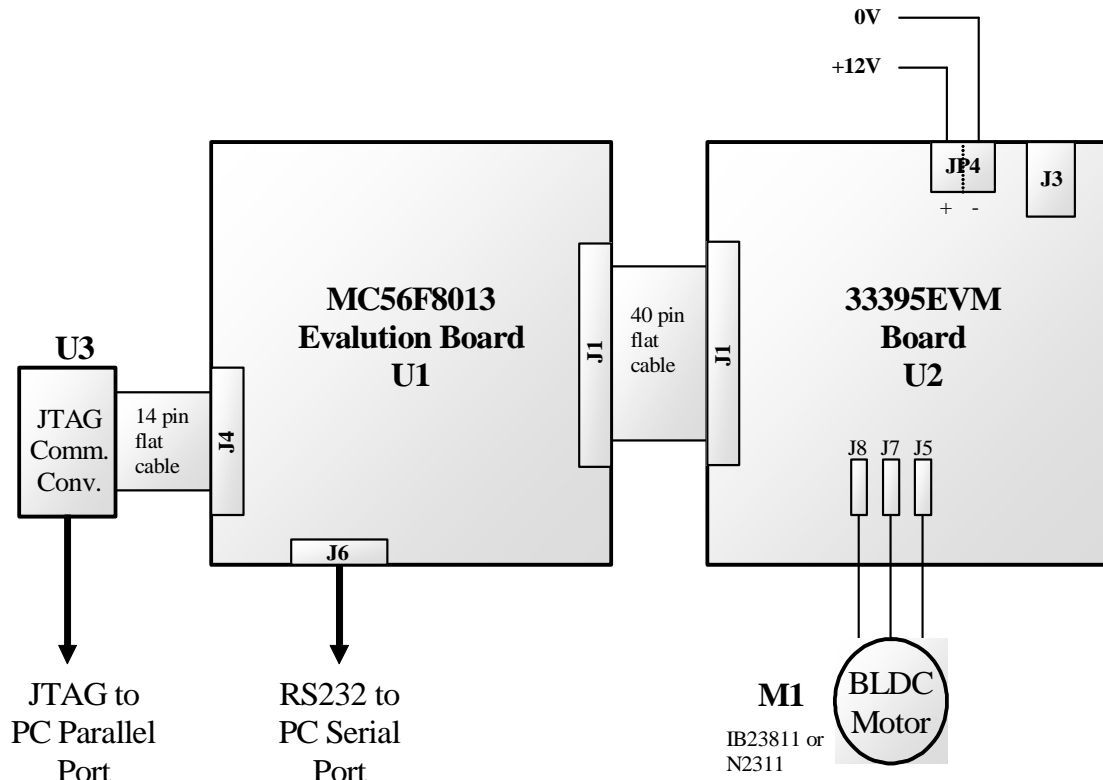 0V
+12V
JP4
J3
+ -
MC56F8013
Evalution Board
U1
J1
40 pin
flat
cable
J1
33395EVM
Board
U2
U3
JTAG
Comm.
Conv.
14 pin
flat
cable
J4
J8 J7 J5
J6
JTAG to
PC Parallel
Port
RS232 to
PC Serial
Port
M1
IB23811 or
N2311
BLDC
Motor